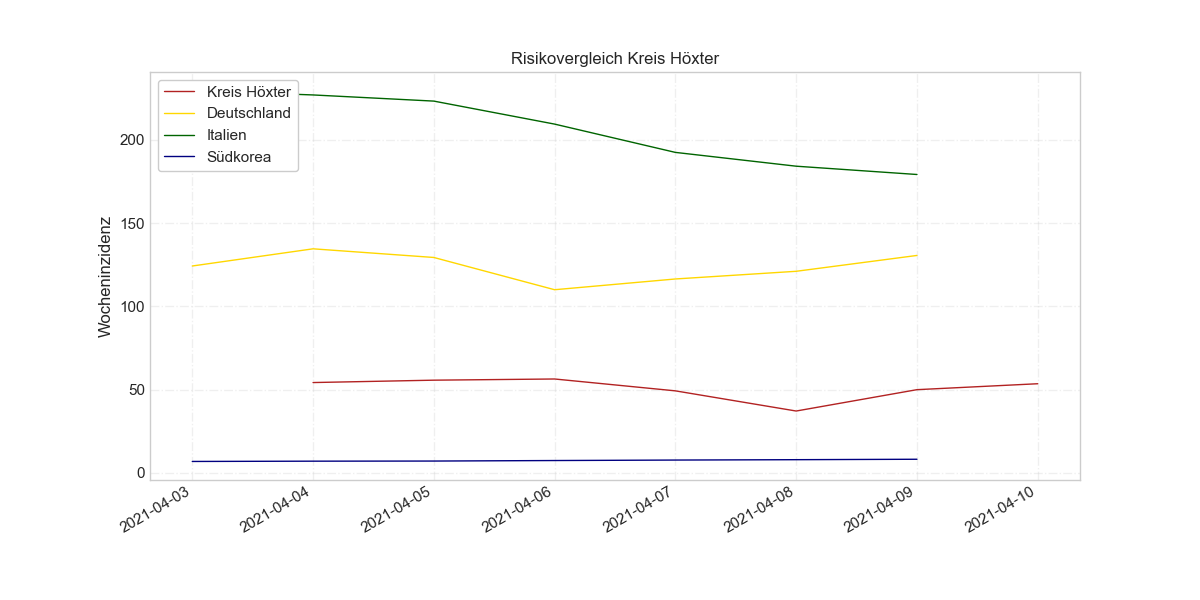 Risikovergleich Kreis Höxter
Kreis Höxter
Deutschland
Italien
Südkorea
Wocheninzidenz
200
150
100
50
0
2021-04-03
2021-04-04
2021-04-05
2021-04-06
2021-04-07
2021-04-08
2021-04-09
2021-04-10